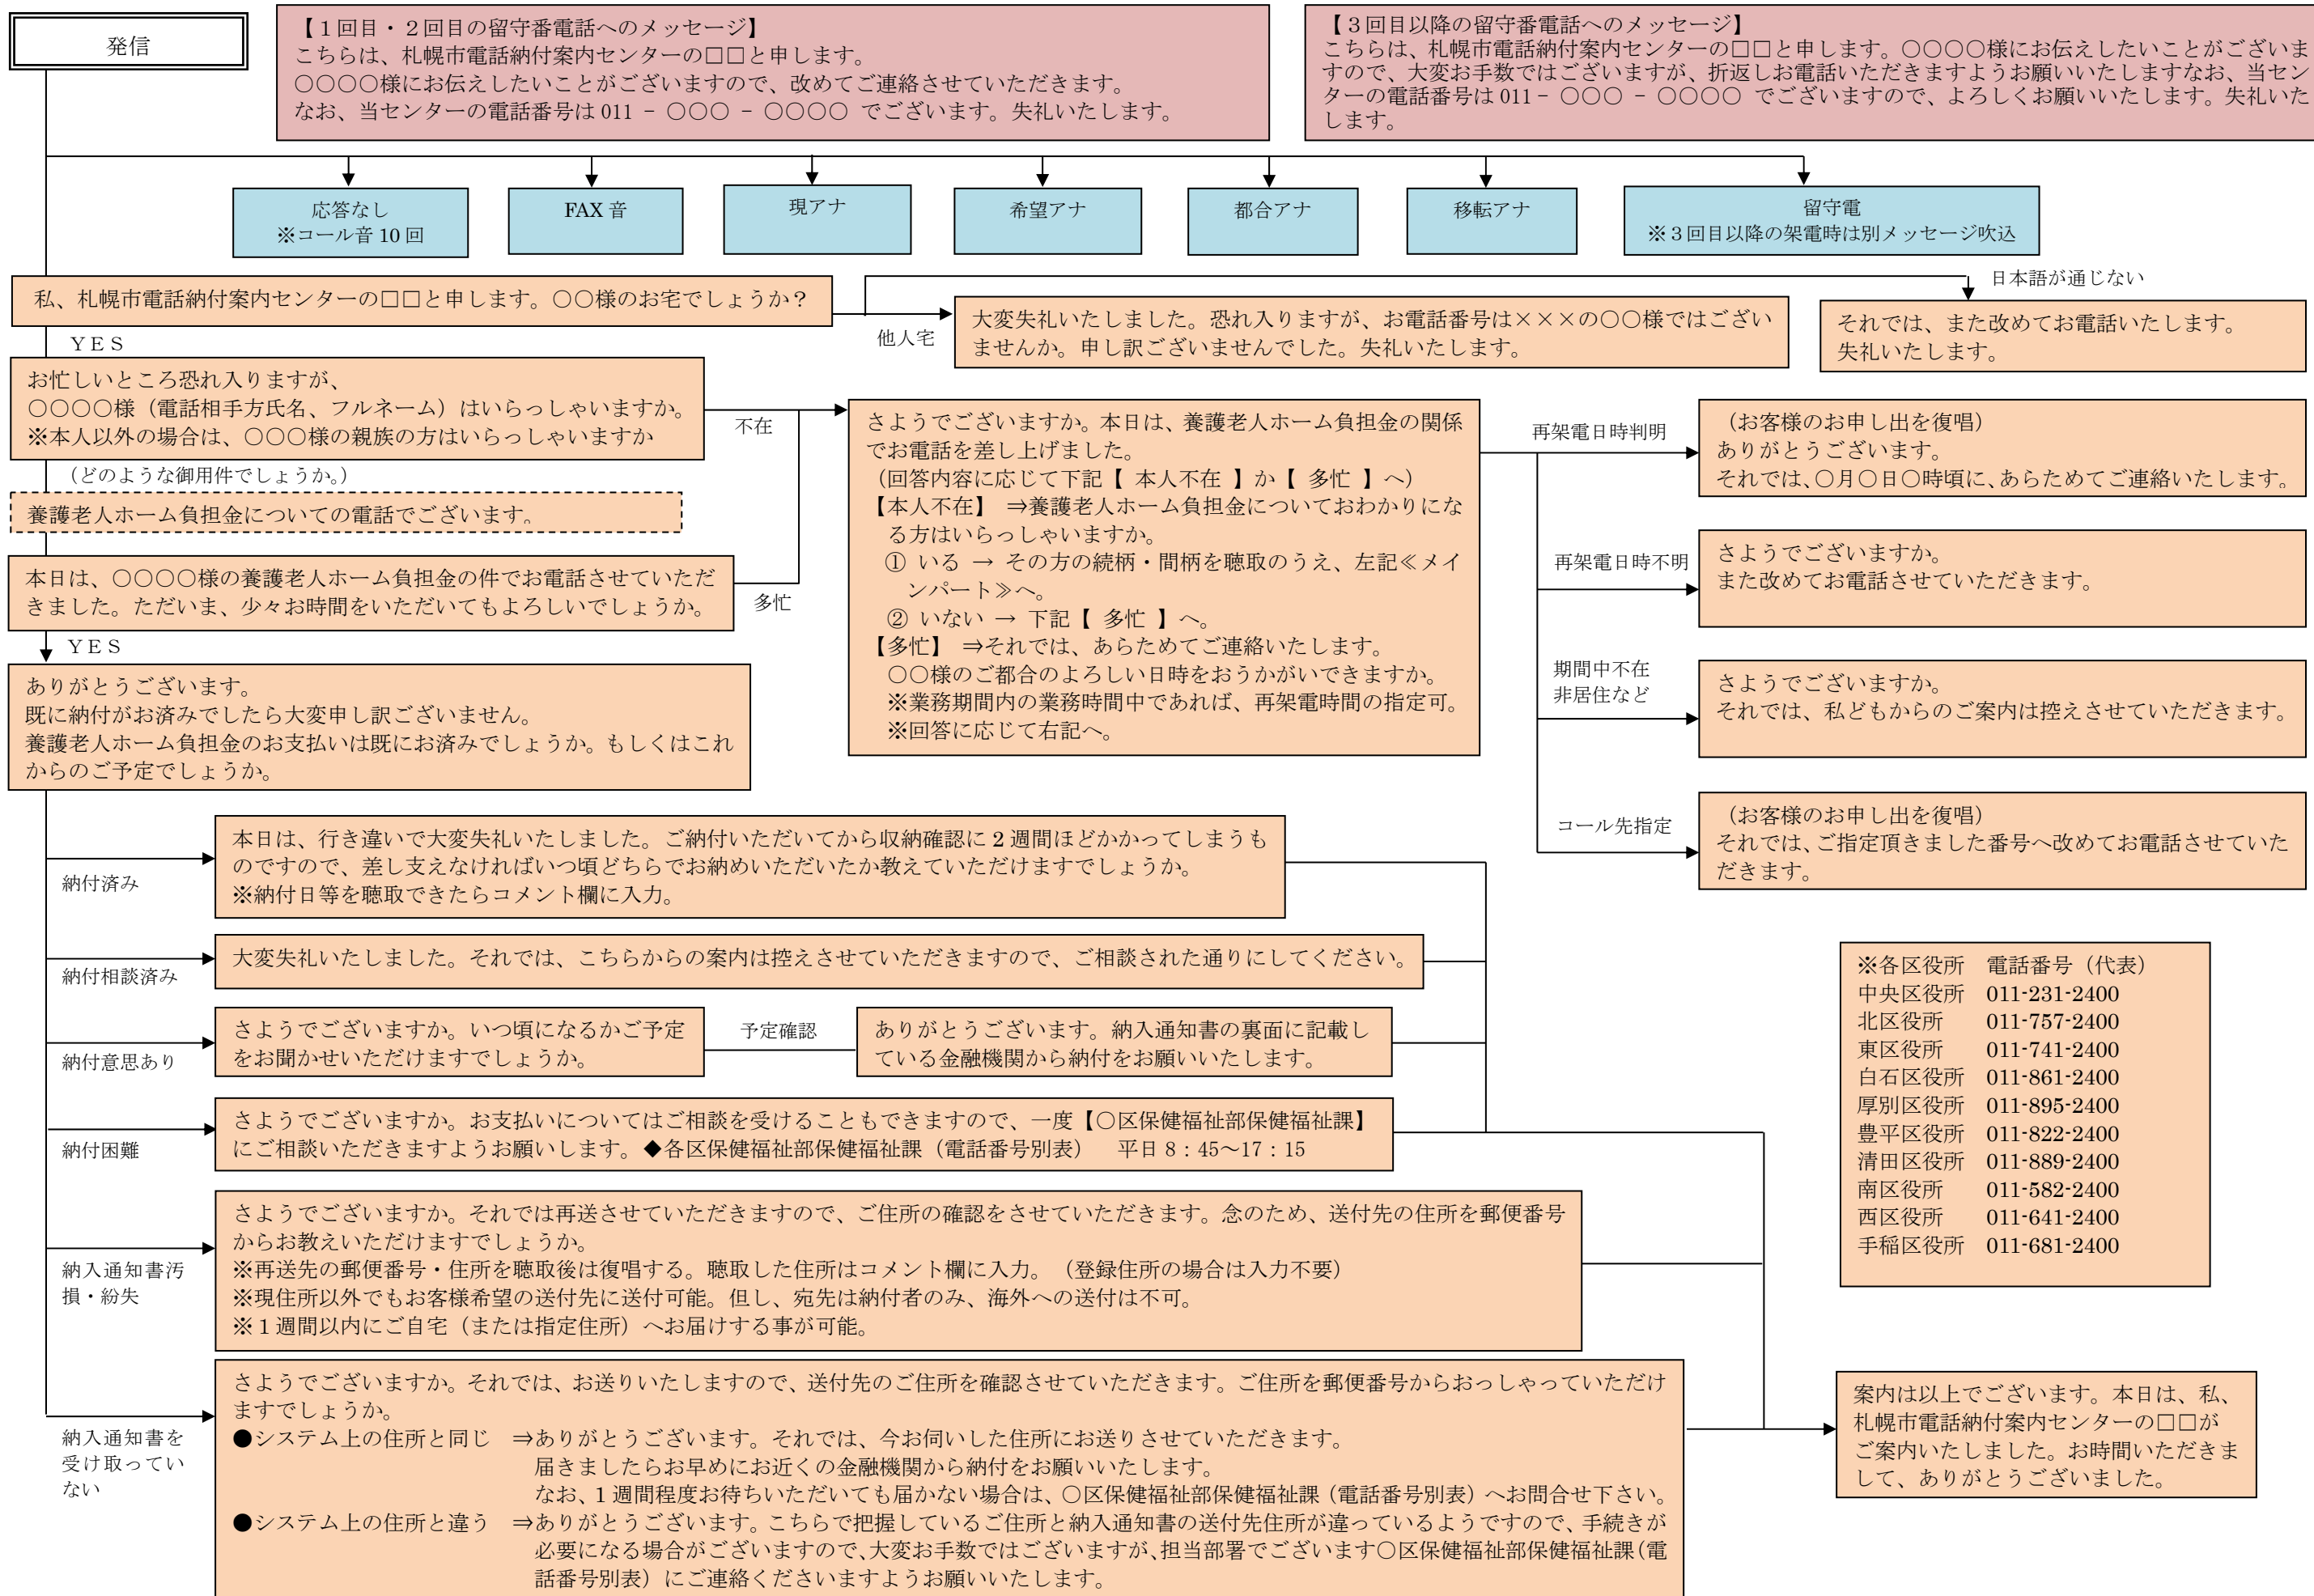 発信
【１回目・２回目の留守番電話へのメッセージ】
こちらは、札幌市電話納付案内センターの□□と申します。
○○○○様にお伝えしたいことがございますので、改めてご連絡させていただきます。
なお、当センターの電話番号は 011 － ○○○ － ○○○○ でございます。失礼いたします。
【３回目以降の留守番電話へのメッセージ】
こちらは、札幌市電話納付案内センターの□□と申します。○○○○様にお伝えしたいことがございま
すので、大変お手数ではございますが、折返しお電話いただきますようお願いいたしますなお、当セン
ターの電話番号は 011－ ○○○ － ○○○○ でございますので、よろしくお願いいたします。失礼いた
します。
応答なし
※コール音 10 回
FAX 音
現アナ
希望アナ
都合アナ
移転アナ
留守電
※３回目以降の架電時は別メッセージ吹込
私、札幌市電話納付案内センターの□□と申します。○○様のお宅でしょうか？
日本語が通じない
他人宅
大変失礼いたしました。恐れ入りますが、お電話番号は×××の○○様ではござい
ませんか。申し訳ございませんでした。失礼いたします。
それでは、また改めてお電話いたします。
失礼いたします。
ＹＥＳ
お忙しいところ恐れ入りますが、
○○○○様（電話相手方氏名、フルネーム）はいらっしゃいますか。
※本人以外の場合は、○○○様の親族の方はいらっしゃいますか
不在
（どのような御用件でしょうか。）
養護老人ホーム負担金についての電話でございます。
本日は、○○○○様の養護老人ホーム負担金の件でお電話させていただ
きました。ただいま、少々お時間をいただいてもよろしいでしょうか。
多忙
ＹＥＳ
ありがとうございます。
既に納付がお済みでしたら大変申し訳ございません。
養護老人ホーム負担金のお支払いは既にお済みでしょうか。もしくはこれ
からのご予定でしょうか。
さようでございますか。本日は、養護老人ホーム負担金の関係
でお電話を差し上げました。
（回答内容に応じて下記【 本人不在 】か【 多忙 】へ）
【本人不在】 ⇒養護老人ホーム負担金についておわかりにな
る方はいらっしゃいますか。
① いる → その方の続柄・間柄を聴取のうえ、左記≪メイ
ンパート≫へ。
② いない → 下記【 多忙 】へ。
【多忙】 ⇒それでは、あらためてご連絡いたします。
○○様のご都合のよろしい日時をおうかがいできますか。
※業務期間内の業務時間中であれば、再架電時間の指定可。
※回答に応じて右記へ。
再架電日時判明
（お客様のお申し出を復唱）
ありがとうございます。
それでは、○月○日○時頃に、あらためてご連絡いたします。
再架電日時不明
さようでございますか。
また改めてお電話させていただきます。
期間中不在
非居住など
さようでございますか。
それでは、私どもからのご案内は控えさせていただきます。
コール先指定
（お客様のお申し出を復唱）
それでは、ご指定頂きました番号へ改めてお電話させていた
だきます。
納付済み
本日は、行き違いで大変失礼いたしました。ご納付いただいてから収納確認に 2 週間ほどかかってしまうも
のですので、差し支えなければいつ頃どちらでお納めいただいたか教えていただけますでしょうか。
※納付日等を聴取できたらコメント欄に入力。
納付相談済み
大変失礼いたしました。それでは、こちらからの案内は控えさせていただきますので、ご相談された通りにしてください。
納付意思あり
さようでございますか。いつ頃になるかご予定
をお聞かせいただけますでしょうか。
予定確認
ありがとうございます。納入通知書の裏面に記載し
ている金融機関から納付をお願いいたします。
納付困難
さようでございますか。お支払いについてはご相談を受けることもできますので、一度【○区保健福祉部保健福祉課】
にご相談いただきますようお願いします。◆各区保健福祉部保健福祉課（電話番号別表） 平日 8：45～17：15
納入通知書汚
損・紛失
さようでございますか。それでは再送させていただきますので、ご住所の確認をさせていただきます。念のため、送付先の住所を郵便番号
からお教えいただけますでしょうか。
※再送先の郵便番号・住所を聴取後は復唱する。聴取した住所はコメント欄に入力。（登録住所の場合は入力不要）
※現住所以外でもお客様希望の送付先に送付可能。但し、宛先は納付者のみ、海外への送付は不可。
※１週間以内にご自宅（または指定住所）へお届けする事が可能。
納入通知書を
受け取ってい
ない
さようでございますか。それでは、お送りいたしますので、送付先のご住所を確認させていただきます。ご住所を郵便番号からおっしゃっていただけ
ますでしょうか。
●システム上の住所と同じ ⇒ありがとうございます。それでは、今お伺いした住所にお送りさせていただきます。
届きましたらお早めにお近くの金融機関から納付をお願いいたします。
なお、１週間程度お待ちいただいても届かない場合は、○区保健福祉部保健福祉課（電話番号別表）へお問合せ下さい。
●システム上の住所と違う ⇒ありがとうございます。こちらで把握しているご住所と納入通知書の送付先住所が違っているようですので、手続きが
必要になる場合がございますので、大変お手数ではございますが、担当部署でございます○区保健福祉部保健福祉課（電
話番号別表）にご連絡くださいますようお願いいたします。
※各区役所 電話番号（代表）
中央区役所 011-231-2400
北区役所 011-757-2400
東区役所 011-741-2400
白石区役所 011-861-2400
厚別区役所 011-895-2400
豊平区役所 011-822-2400
清田区役所 011-889-2400
南区役所 011-582-2400
西区役所 011-641-2400
手稲区役所 011-681-2400
案内は以上でございます。本日は、私、
札幌市電話納付案内センターの□□が
ご案内いたしました。お時間いただきま
して、ありがとうございました。